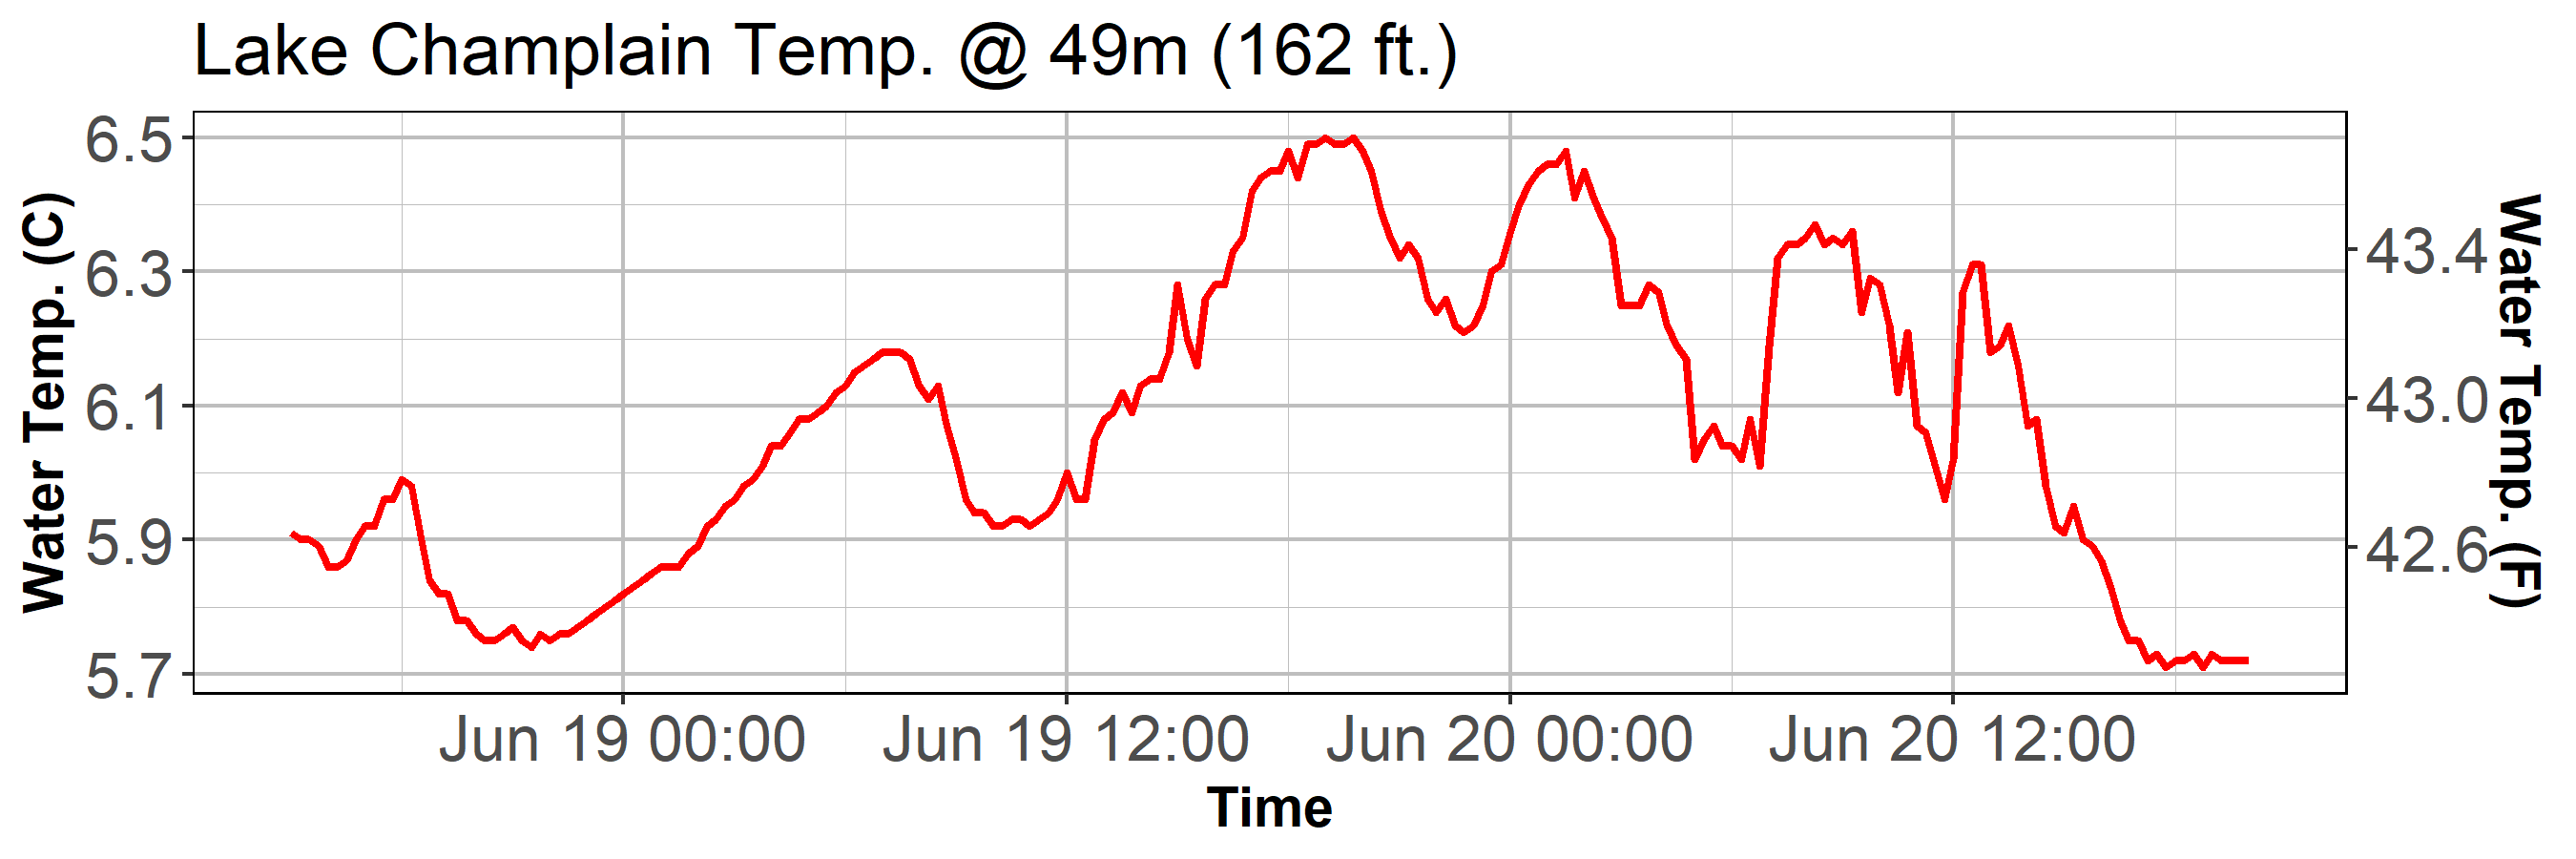 Lake Champlain Temp. @ 49m (162 ft.)
Water Temp. (C)
6.5
6.3
6.1
5.9
5.7
43.4
43.0
42.6
Water Temp. (F)
Jun 19 00:00 Jun 19 12:00 Jun 20 00:00 Jun 20 12:00
Time